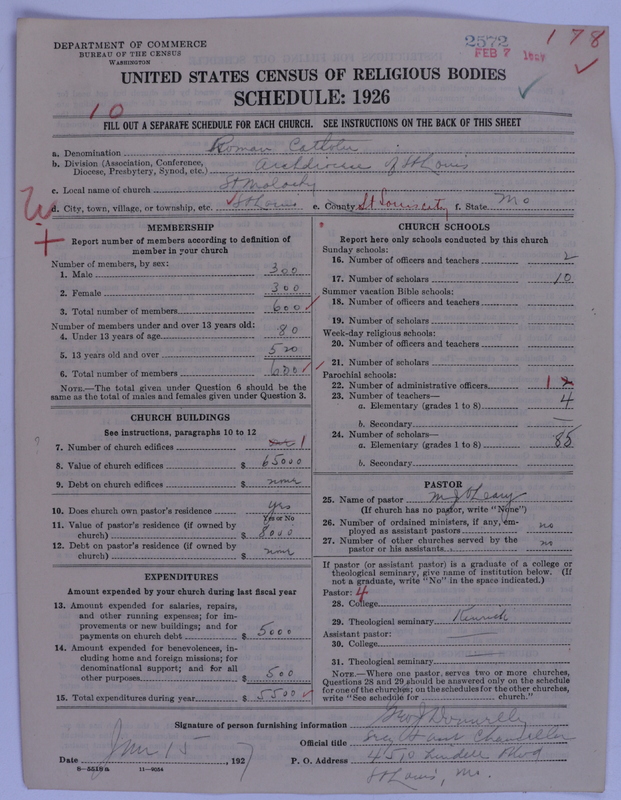 DEPARTMENT OF COMMERCE
BUREAU OF THE CENSUS
WASHINGTON
2572
FEB 7 1927
178
UNITED STATES CENSUS OF RELIGIOUS BODIES
SCHEDULE: 1926
10
FILL OUT A SEPARATE SCHEDULE FOR EACH CHURCH. SEE INSTRUCTIONS ON THE BACK OF THIS SHEET
a. Denomination Roman Catholic
b. Division (Association, Conference, Diocese, Presbytery, Synod, etc.) Archdiocese of St Louis
c. Local name of church St Malachy
d. City, town, village, or township, etc. St Louis e. County St Louis city f. State Mo
MEMBERSHIP
Report number of members according to definition of
member in your church
Number of members, by sex:
1. Male 300
2. Female 300
3. Total number of members 600
Number of members under and over 13 years old:
4. Under 13 years of age 80
5. 13 years old and over 520
6. Total number of members 600
NOTE.—The total given under Question 6 should be
same as the total of males and females given under Question 3.
CHURCH BUILDINGS
See instructions, paragraphs 10 to 12
7. Number of church edifices 1
8. Value of church edifices $ 65000
9. Debt on church edifices $ none
10. Does church own pastor's residence yes
Yes or No
11. Value of pastor's residence (if owned by
church) $ 8000
12. Debt on pastor's residence (if owned by
church) $ none
EXPENDITURES
Amount expended by your church during last fiscal year
13. Amount expended for salaries, repairs,
and other running expenses; for im-
provements or new buildings; and for
payments on church debt $ 5000
14. Amount expended for benevolences, in-
cluding home and foreign missions; for
denominational support; and for all
other purposes $ 500
15. Total expenditures during year $ 5500
CHURCH SCHOOLS
Report here only schools conducted by this church
Sunday schools:
16. Number of officers and teachers 2
17. Number of scholars 10
Summer vacation Bible schools:
18. Number of officers and teachers
19. Number of scholars
Week-day religious schools:
20. Number of officers and teachers
21. Number of scholars
Parochial schools:
22. Number of administrative officers 1
23. Number of teachers—
a. Elementary (grades 1 to 8) 4
b. Secondary —
24. Number of scholars—
a. Elementary (grades 1 to 8) 85
b. Secondary
PASTOR
25. Name of pastor M J O'Leary
(If church has no pastor, write "None")
26. Number of ordained ministers, if any, em-
ployed as assistant pastors no
27. Number of other churches served by the
pastor or his assistants no
If pastor (or assistant pastor) is a graduate of a college or
theological seminary, give name of institution below. (If
not a graduate, write "No" in the space indicated.)
Pastor: 4
28. College
29. Theological seminary Kenrick
Assistant pastor:
30. College —
31. Theological seminary —
NOTE.—Where one pastor serves two or more churches,
Questions 28 and 29 should be answered only on the schedule
for one of the churches; on the schedules for the other churches,
write "See schedule for church."
Signature of person furnishing information Geo J Donnelly
Official title Chancellor
Date Jan 15, 1927 P. O. Address 4510 Lindell Blvd
St Louis, Mo.
8—5518a 11—9054